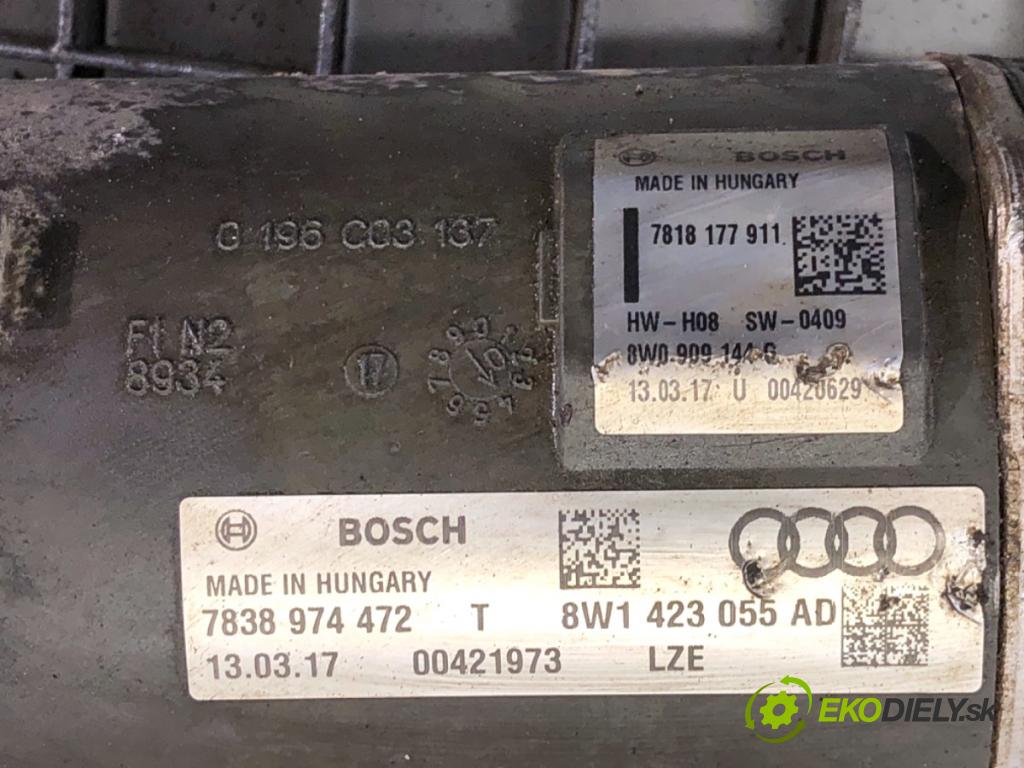 BOSCH
MADE IN HUNGARY
7818 177 911
HW-H08 SW-0409
8W0 909 144 G
13.03.17 U 00420629
0 196 C03 137
FI N2
8934
17
BOSCH
MADE IN HUNGARY
7838 974 472 T 8W1 423 055 AD
13.03.17 00421973 LZE
EKODIELY.sk